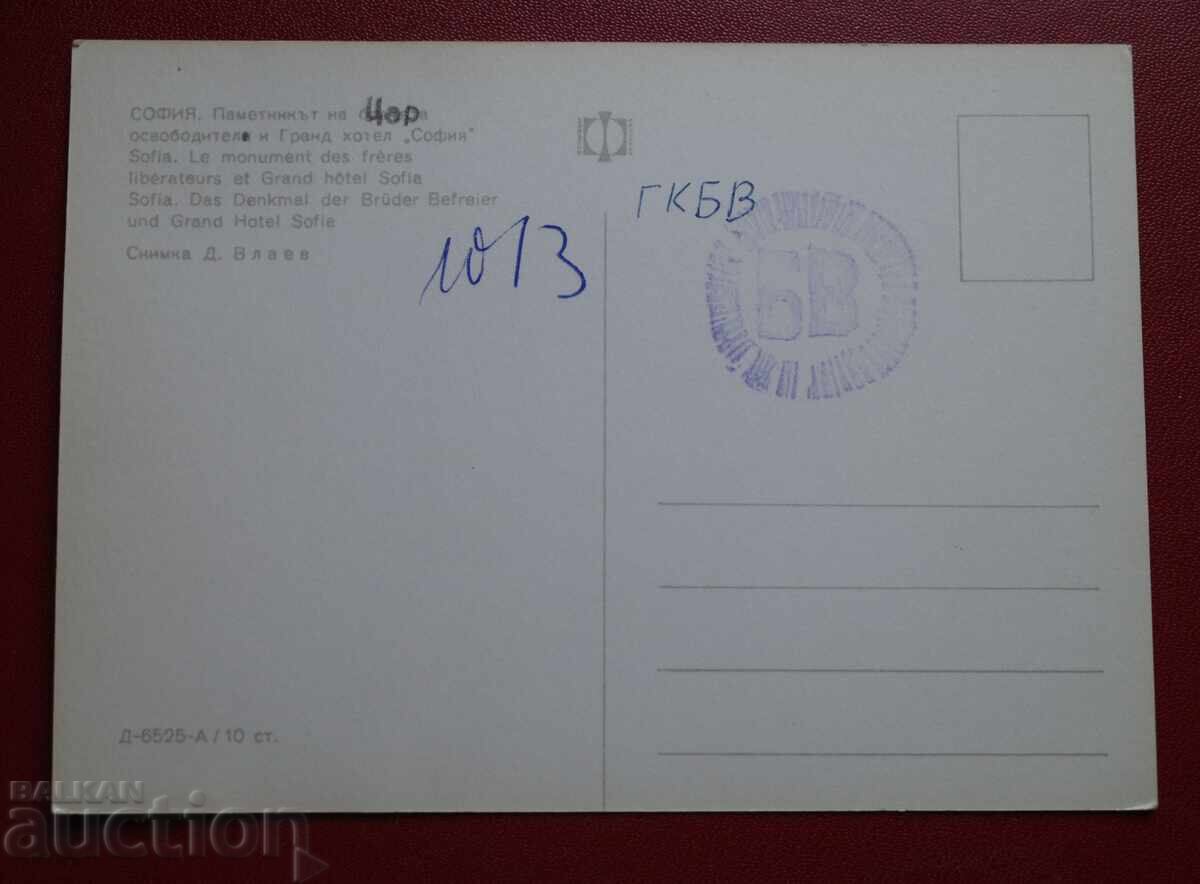 СОФИЯ. Паметникът на Цар
освободителя и Гранд хотел „София"
Sofia. Le monument des frères
libérateurs et Grand hôtel Sofia
Sofia. Das Denkmal der Brüder Befreier
und Grand Hotel Sofia
Снимка Д. Влаев
1013
ГКБВ
БВ
Д-6525-А / 10 ст.
BALKAN
auction